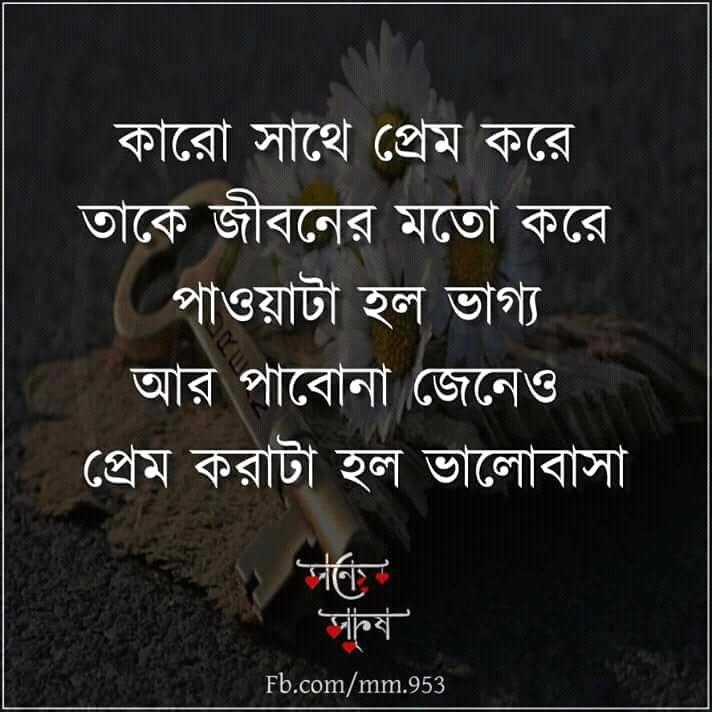 কারো সাথে প্রেম করে
তাকে জীবনের মতো করে
পাওয়াটা হল ভাগ্য
আর পাবোনা জেনেও
প্রেম করাটা হল ভালোবাসা
মনের
মানুষ
Fb.com/mm.953